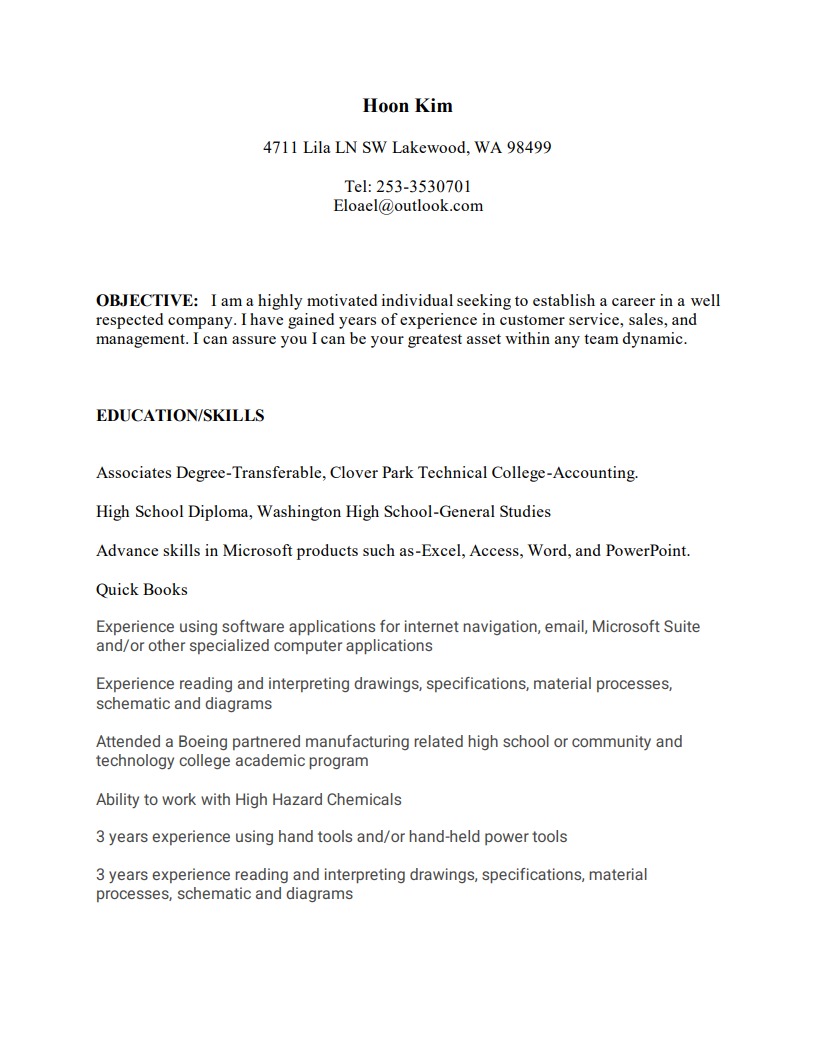 Hoon Kim
4711 Lila LN SW Lakewood, WA 98499
Tel: 253-3530701
Eloael@outlook.com
OBJECTIVE: I am a highly motivated individual seeking to establish a career in a well
respected company. I have gained years of experience in customer service, sales, and
management. I can assure you I can be your greatest asset within any team dynamic.
EDUCATION/SKILLS
Associates Degree-Transferable, Clover Park Technical College-Accounting.
High School Diploma, Washington High School-General Studies
Advance skills in Microsoft products such as-Excel, Access, Word, and PowerPoint.
Quick Books
Experience using software applications for internet navigation, email, Microsoft Suite
and/or other specialized computer applications
Experience reading and interpreting drawings, specifications, material processes,
schematic and diagrams
Attended a Boeing partnered manufacturing related high school or community and
technology college academic program
Ability to work with High Hazard Chemicals
3 years experience using hand tools and/or hand-held power tools
3 years experience reading and interpreting drawings, specifications, material
processes, schematic and diagrams